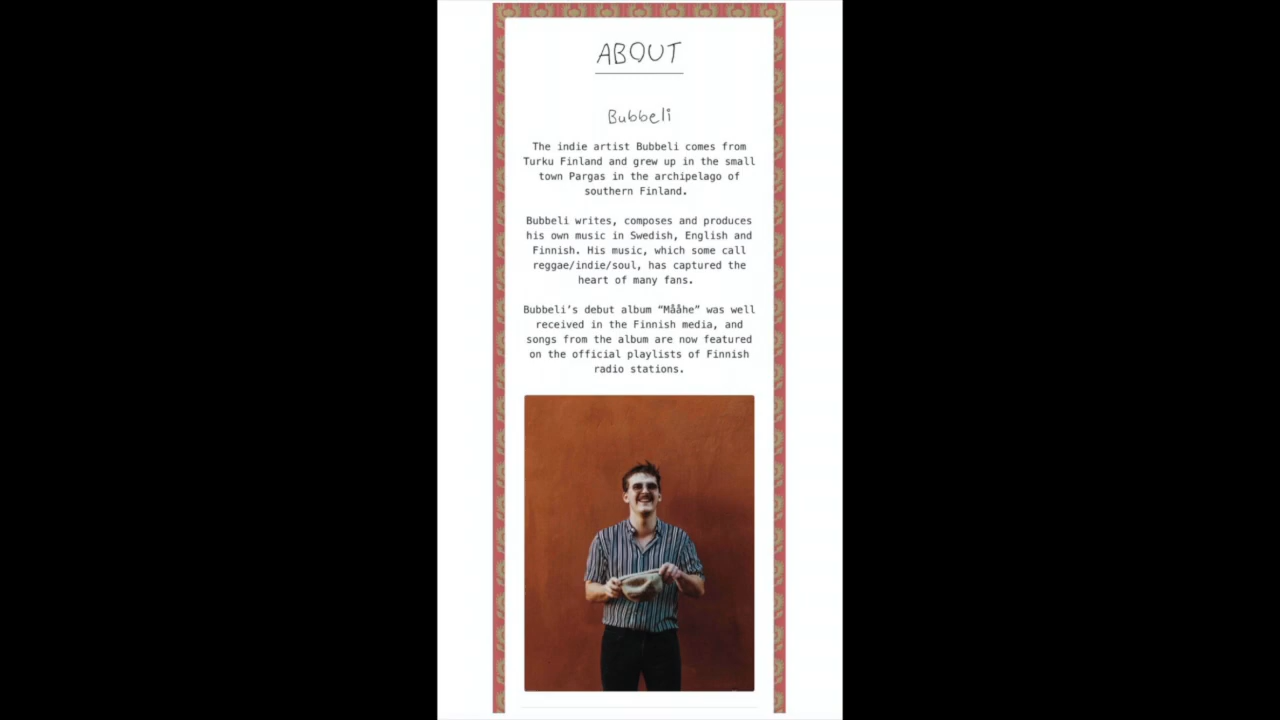 ABOUT
Bubbeli
The indie artist Bubbeli comes from
Turku Finland and grew up in the small
town Pargas in the archipelago of
southern Finland.
Bubbeli writes, composes and produces
his own music in Swedish, English and
Finnish. His music, which some call
reggae/indie/soul, has captured the
heart of many fans.
Bubbeli’s debut album “Mååhe” was well
received in the Finnish media, and
songs from the album are now featured
on the official playlists of Finnish
radio stations.